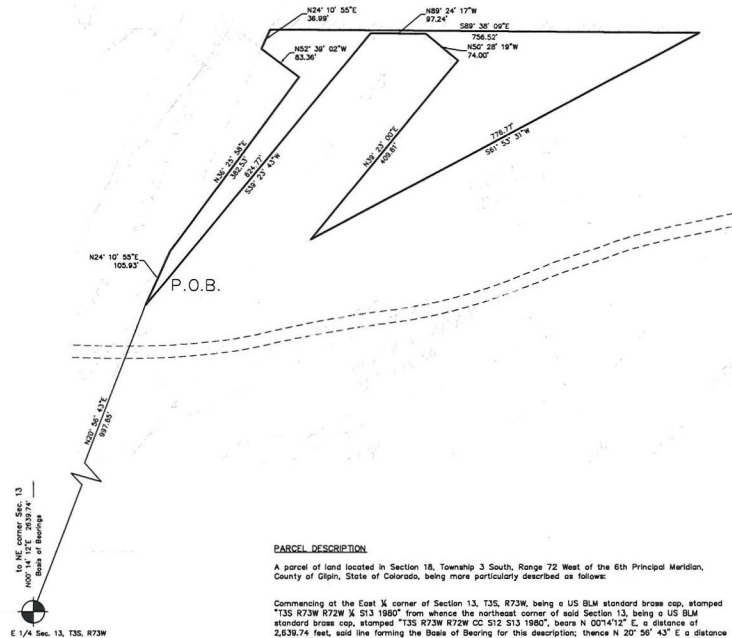 N24° 10' 55"E
36.99'
N89° 24' 17"W
97.24'
S89° 38' 09"E
756.52'
N52° 39' 02"W
83.36'
N50° 28' 19"W
74.00'
N36° 25' 58"E
382.53'
624.77'
S39° 23' 43"W
N39° 23' 00"E
409.81'
776.77'
S61° 53' 31"W
N24° 10' 55"E
105.93'
P.O.B.
N20° 56' 43"E
997.85'
to NE corner Sec. 13
N00° 14' 12"E 2639.74'
Basis of Bearings
E 1/4 Sec. 13, T3S, R73W
PARCEL DESCRIPTION
A parcel of land located in Section 18, Township 3 South, Range 72 West of the 6th Principal Meridian,
County of Gilpin, State of Colorado, being more particularly described as follows:
Commencing at the East ¼ corner of Section 13, T3S, R73W, being a US BLM standard brass cap, stamped
"T3S R73W R72W ¼ S13 1980" from whence the northeast corner of said Section 13, being a US BLM
standard brass cap, stamped "T3S R73W R72W CC S12 S13 1980", bears N 00°14'12" E, a distance of
2,639.74 feet, said line forming the Basis of Bearing for this description; thence N 20° 56' 43" E a distance